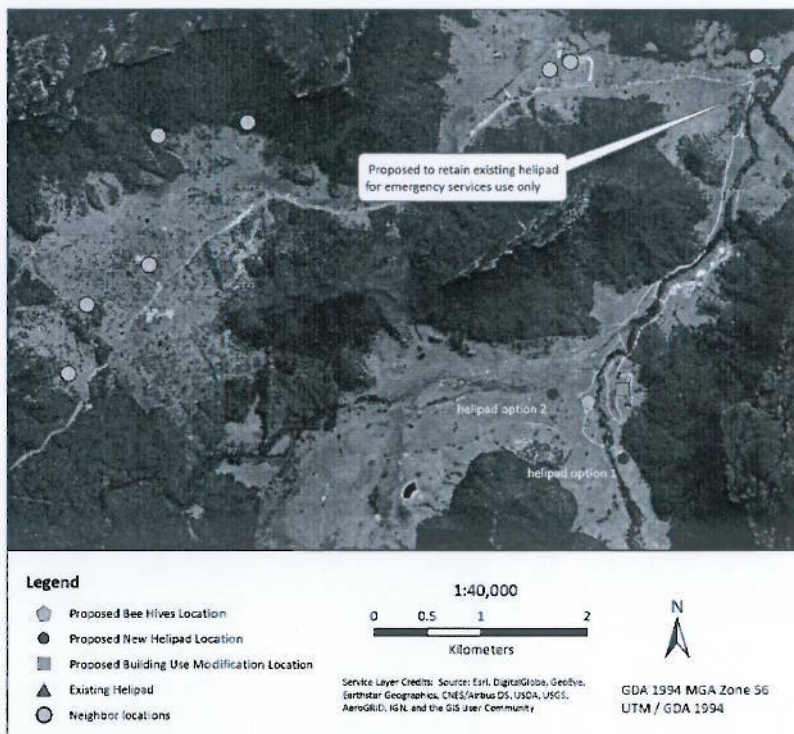 Proposed to retain existing helipad
for emergency services use only
helipad option 2
helipad option 1
Legend
Proposed Bee Hives Location
Proposed New Helipad Location
Proposed Building Use Modification Location
Existing Helipad
Neighbor locations
1:40,000
0 0.5 1 2
Kilometers
Service Layer Credits: Source: Esri, DigitalGlobe, GeoEye,
Earthstar Geographics, CNES/Airbus DS, USDA, USGS,
AeroGRID, IGN, and the GIS User Community
N
GDA 1994 MGA Zone 56
UTM / GDA 1994